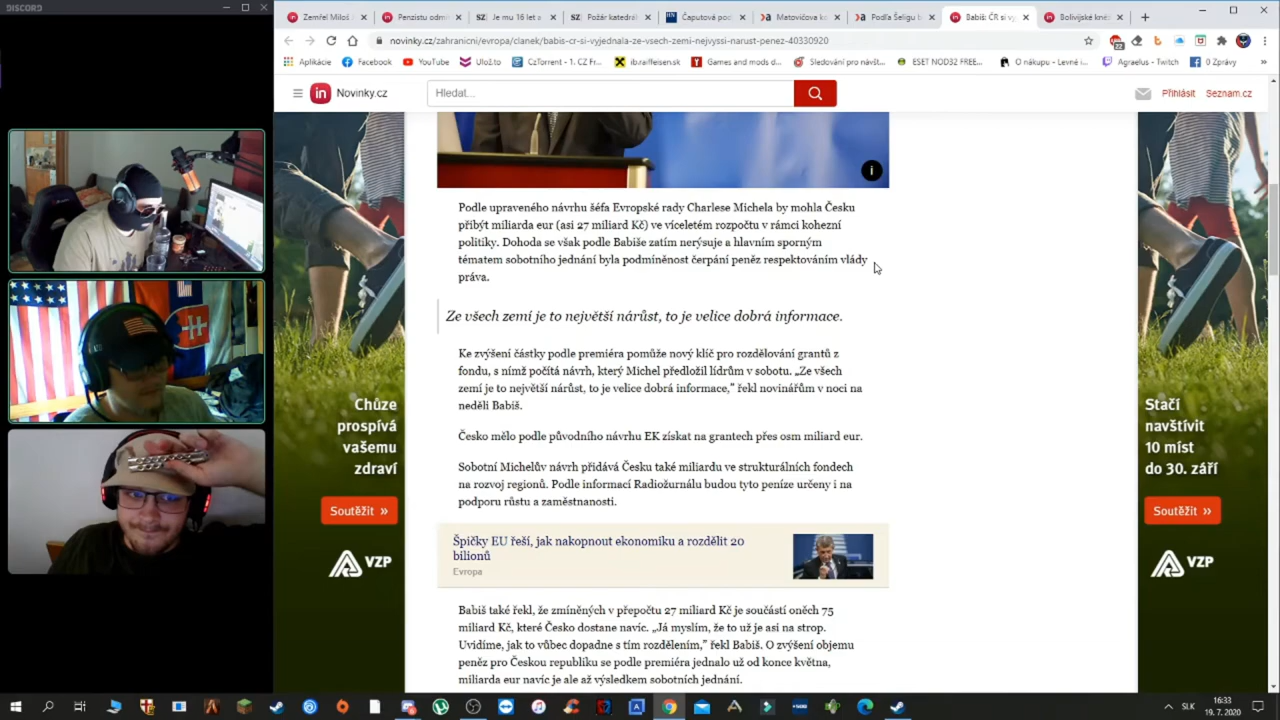 DISCORD
Zemřel Miloš
Penzistu odmí
Je mu 16 let a
Požár katedrál
Čaputová pod
Matovičova ka
Podľa Šeligu b
Babiš: ČR si vy
Bolívijské kněz
novinky.cz/zahranicni/evropa/clanek/babis-cr-si-vyjednala-ze-vsech-zemi-nejvyssi-narust-penez-40330920
Aplikácie
Facebook
YouTube
Ulož.to
CzTorrent - 1. CZ Fr...
ib.raiffeisen.sk
Games and mods d...
Sledování pro návšt...
ESET NOD32 FREE...
O nákupu - Levné i...
Agraelus - Twitch
0 Zprávy
Novinky.cz
Hledat...
Přihlásit
Seznam.cz
Podle upraveného návrhu šéfa Evropské rady Charlese Michela by mohla Česku
přibýt miliarda eur (asi 27 miliard Kč) ve víceletém rozpočtu v rámci kohezní
politiky. Dohoda se však podle Babiše zatím nerýsuje a hlavním sporným
tématem sobotního jednání byla podmíněnost čerpání peněz respektováním vlády
práva.
Ze všech zemí je to největší nárůst, to je velice dobrá informace.
Ke zvýšení částky podle premiéra pomůže nový klíč pro rozdělování grantů z
fondu, s nímž počítá návrh, který Michel předložil lídrům v sobotu. „Ze všech
zemí je to největší nárůst, to je velice dobrá informace,“ řekl novinářům v noci na
neděli Babiš.
Česko mělo podle původního návrhu EK získat na grantech přes osm miliard eur.
Sobotní Michelův návrh přidává Česku také miliardu ve strukturálních fondech
na rozvoj regionů. Podle informací Radiožurnálu budou tyto peníze určeny i na
podporu růstu a zaměstnanosti.
Špičky EU řeší, jak nakopnout ekonomiku a rozdělit 20
bilionů
Evropa
Babiš také řekl, že zmíněných v přepočtu 27 miliard Kč je součástí oněch 75
miliard Kč, které Česko dostane navíc. „Já myslím, že to už je asi na strop.
Uvidíme, jak to vůbec dopadne s tím rozdělením,“ řekl Babiš. O zvýšení objemu
peněz pro Českou republiku se podle premiéra jednalo už od konce května,
miliarda eur navíc je ale až výsledkem sobotních jednání.
Chůze
prospívá
vašemu
zdraví
Soutěžit »
VZP
Stačí
navštívit
10 míst
do 30. září
Soutěžit »
VZP
SLK
16:33
19. 7. 2020